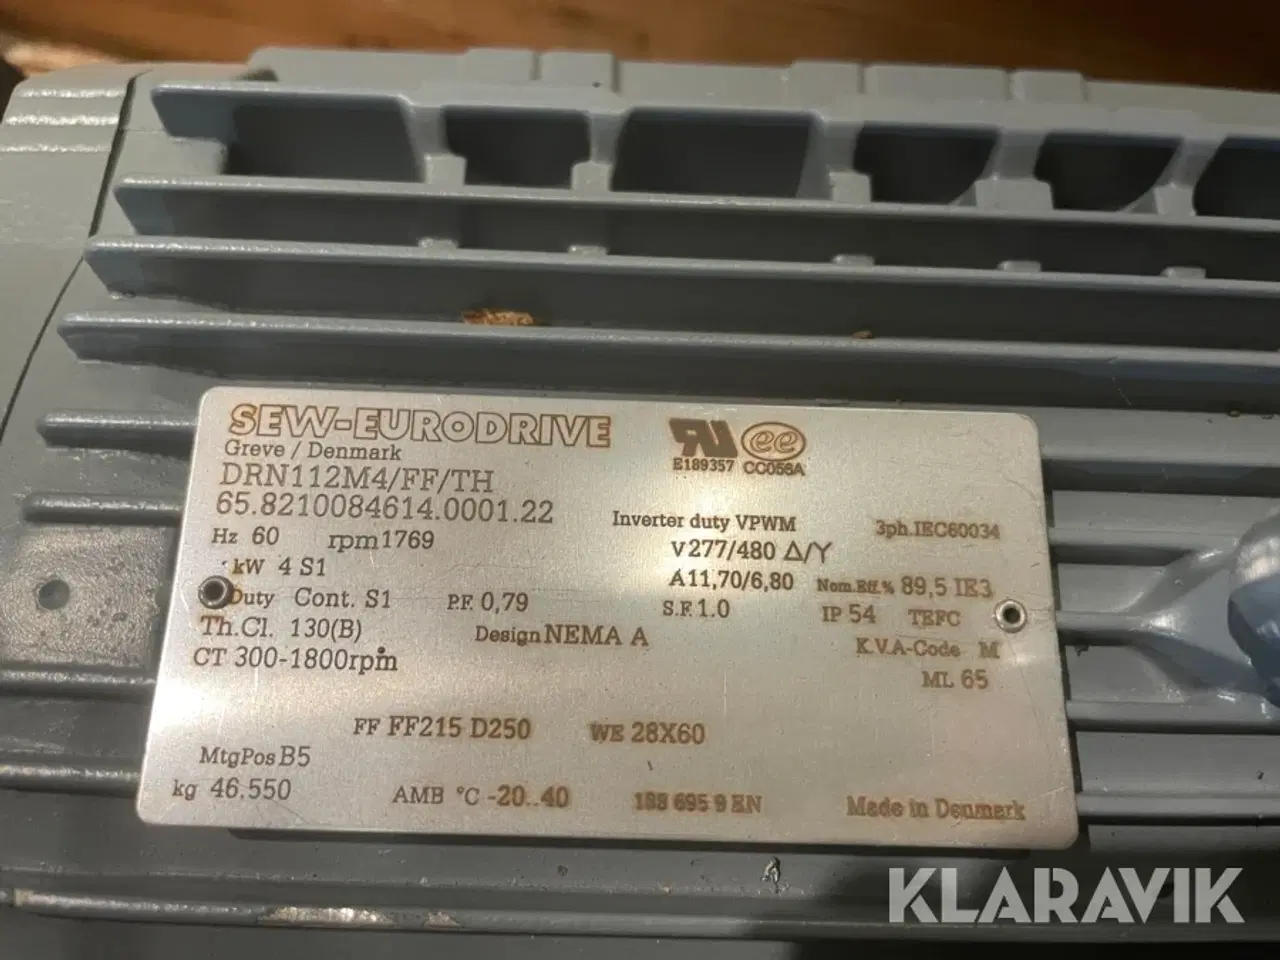 SEW-EURODRIVE
Greve / Denmark
DRN112M4/FF/TH
65.8210084614.0001.22
E189357 CC056A
Inverter duty VPWM 3ph.IEC60034
Hz 60 rpm 1769 V 277/480 Δ/Y
kW 4 S1 A 11,70/6,80 Nom.Eff.% 89,5 IE3
Duty Cont. S1 P.F. 0,79 S.F. 1.0 IP 54 TEFC
Th.Cl. 130(B) Design NEMA A K.V.A-Code M
CT 300-1800rpm ML 65
FF FF215 D250 WE 28X60
MtgPos B5
kg 46.550 AMB °C -20..40 188 695 9 EN Made in Denmark
KLARAVIK